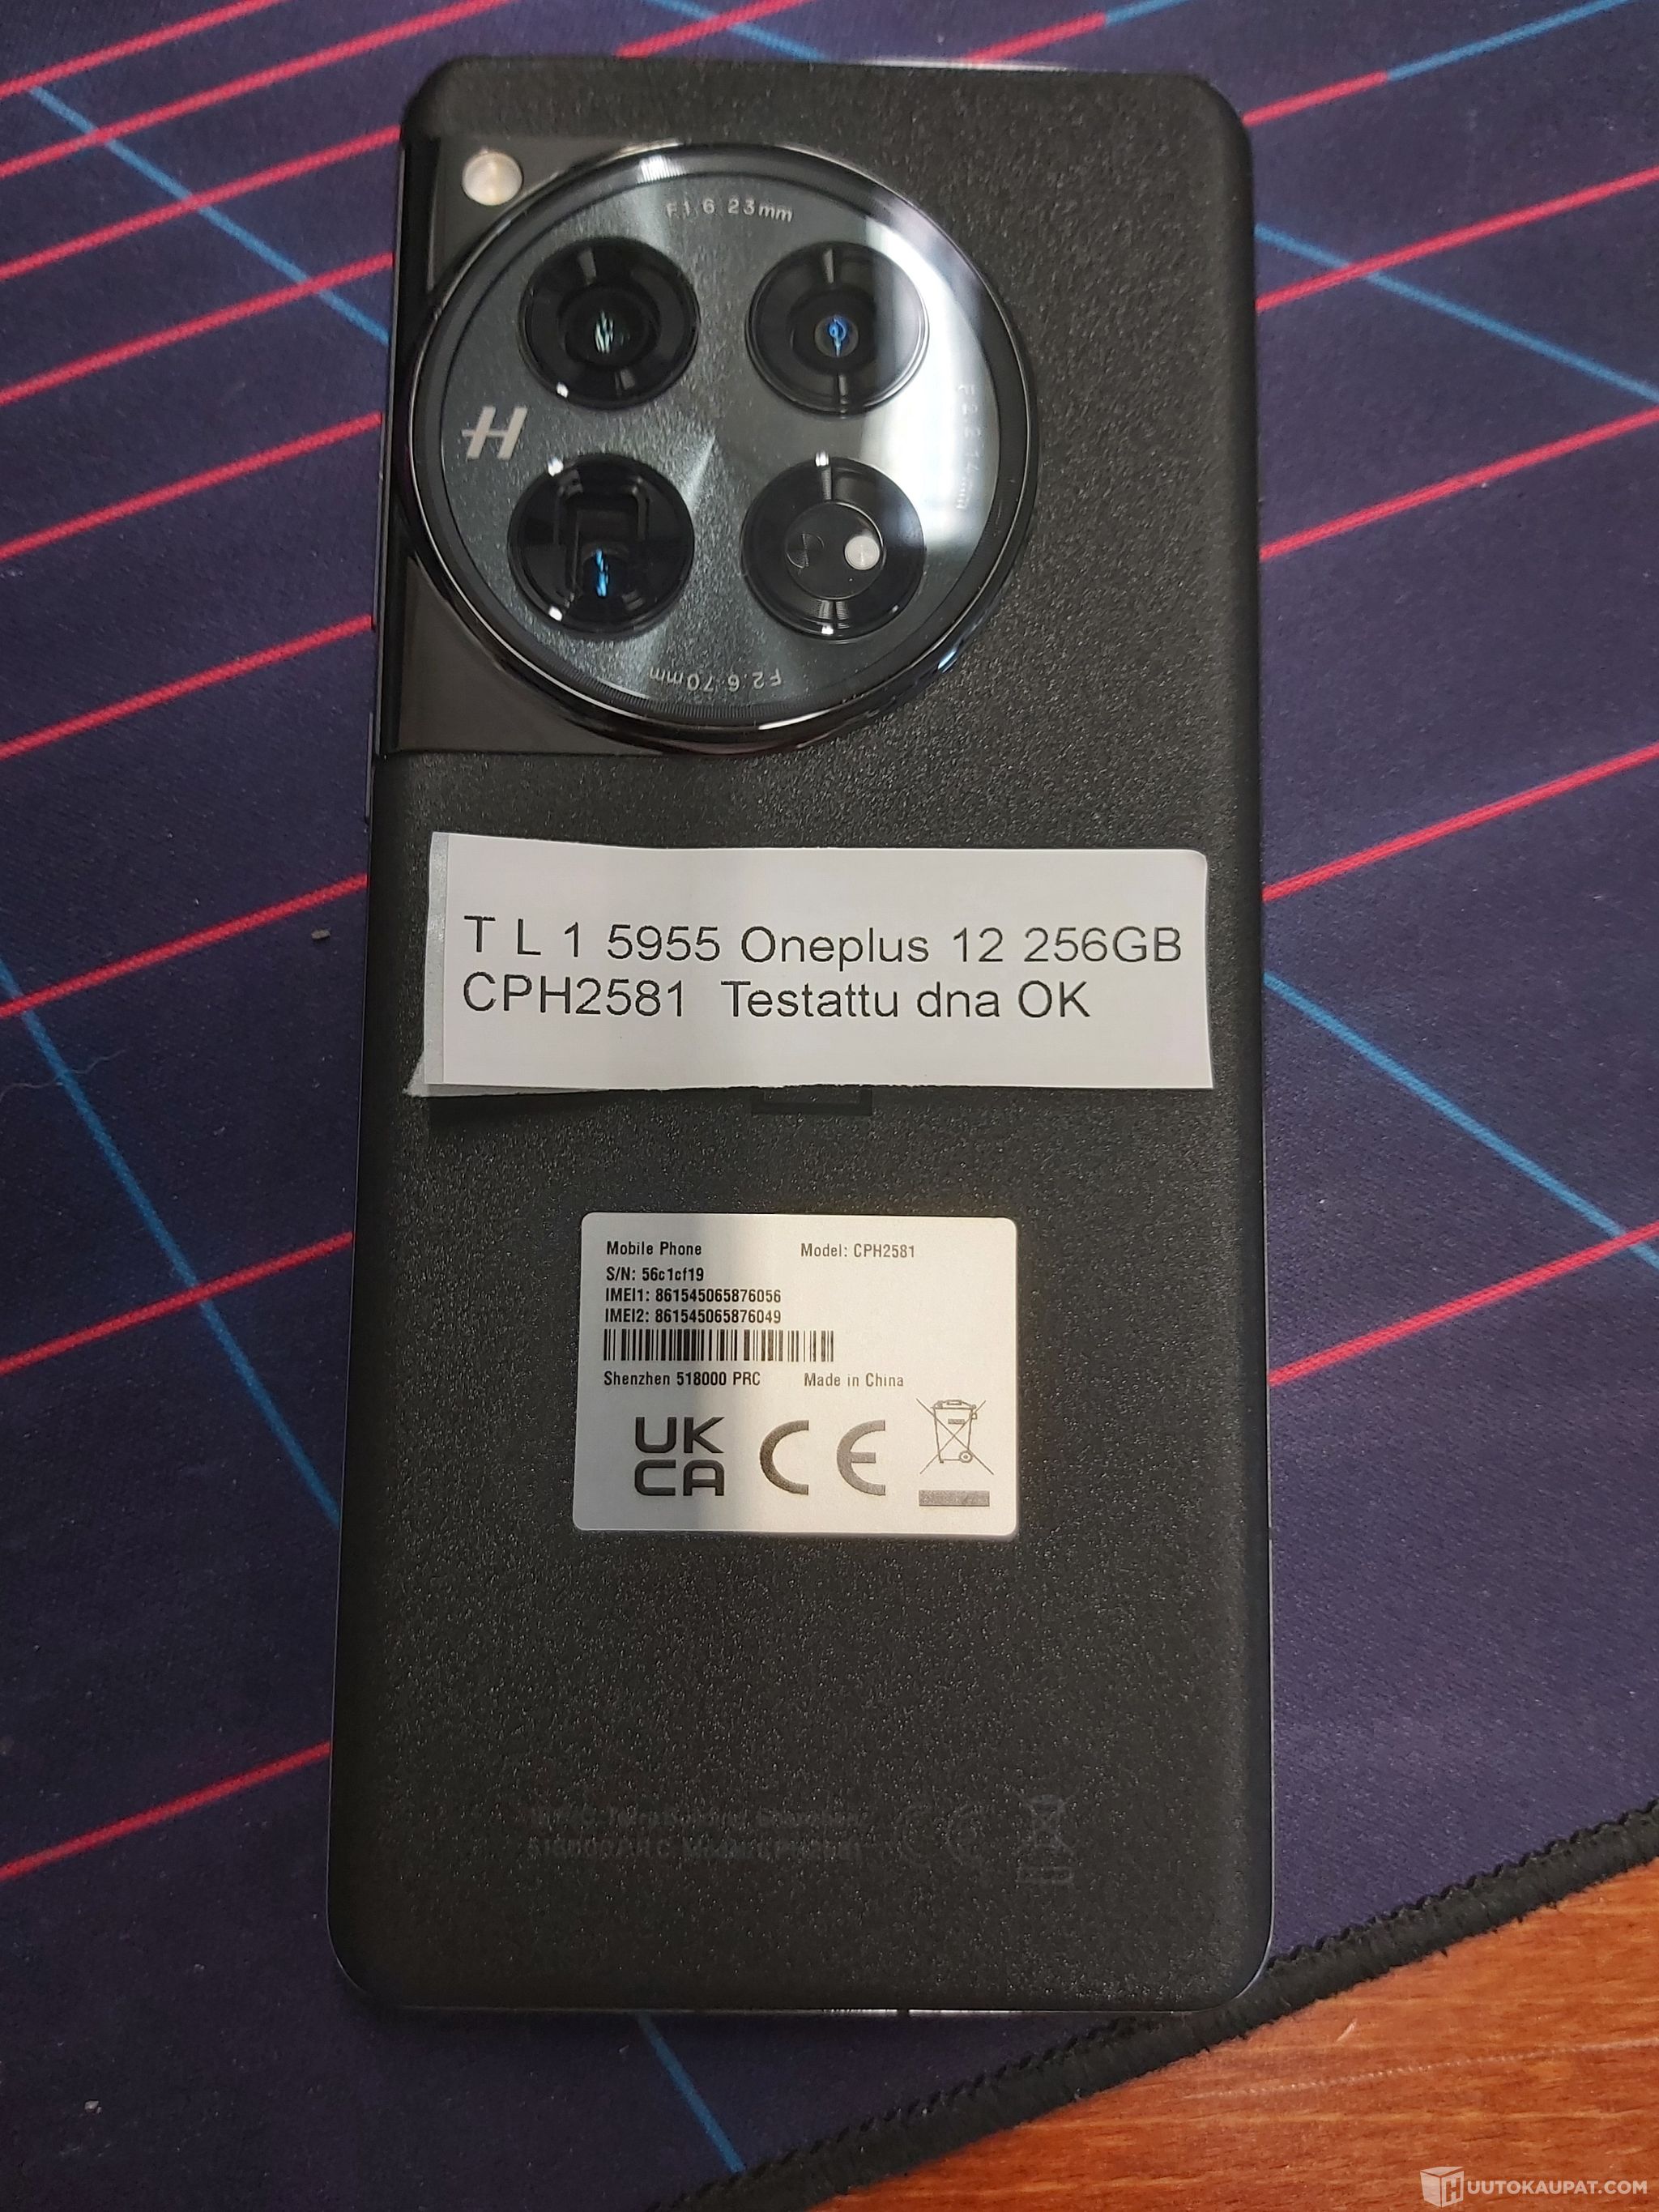 F1.6 23mm
H
F2.6 70mm
T L 1 5955 Oneplus 12 256GB
CPH2581 Testattu dna OK
Mobile Phone Model: CPH2581
S/N: 56c1cf19
IMEI1: 861545065876056
IMEI2: 861545065876049
Shenzhen 518000 PRC Made in China
UK
CA
CE
HUUTOKAUPAT.COM